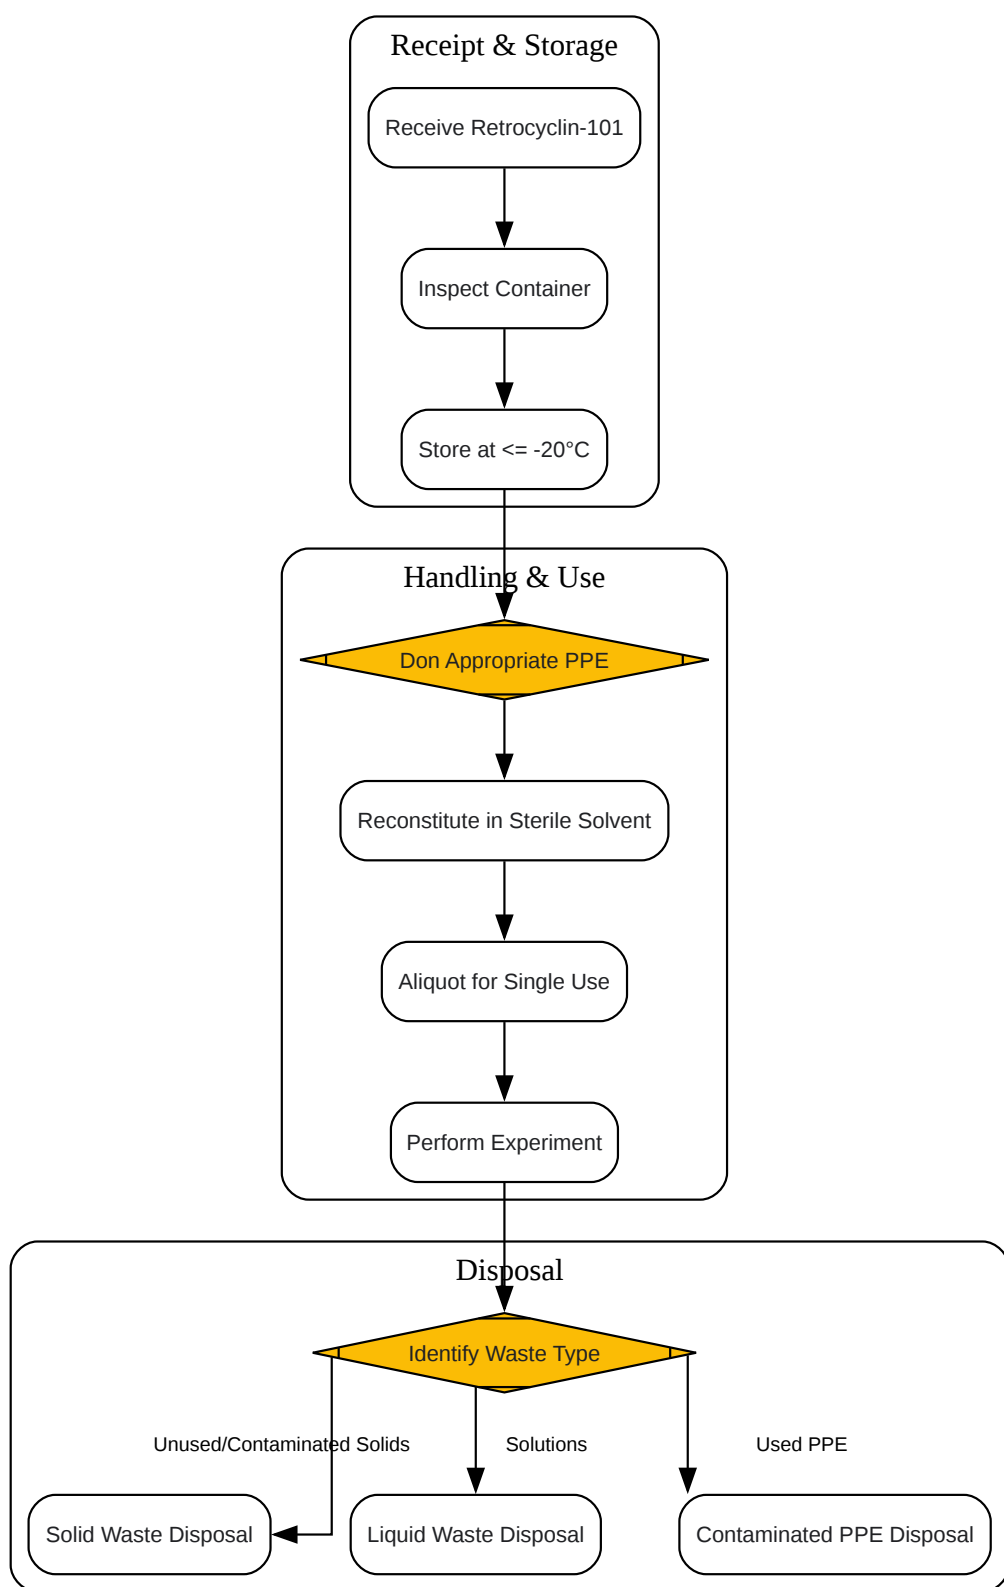 Receipt & Storage
Receive Retrocyclin-101
Inspect Container
Store at <= -20°C
Handling & Use
Don Appropriate PPE
Reconstitute in Sterile Solvent
Aliquot for Single Use
Perform Experiment
Disposal
Identify Waste Type
Unused/Contaminated Solids
Solutions
Used PPE
Solid Waste Disposal
Liquid Waste Disposal
Contaminated PPE Disposal